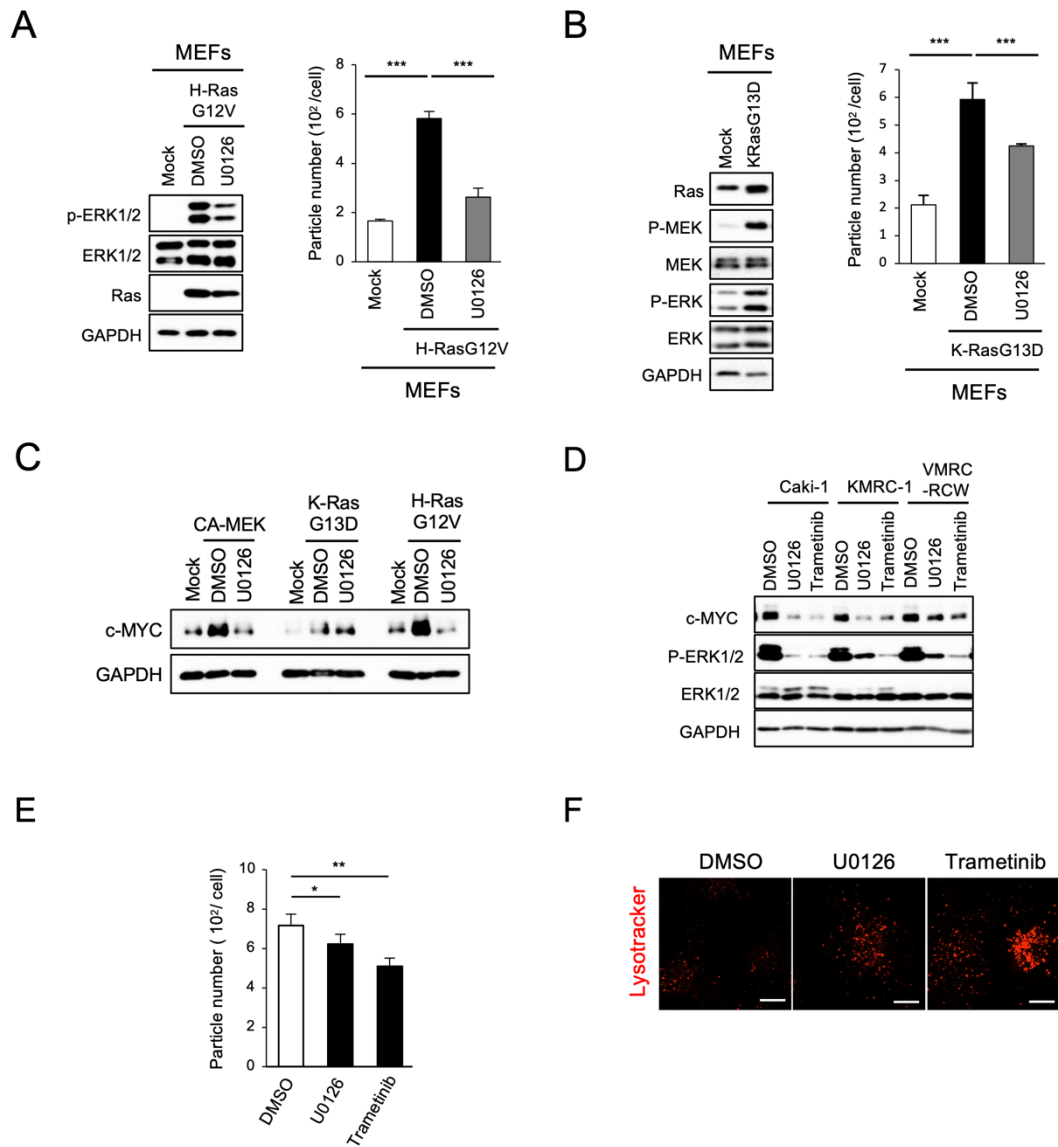 A
MEFs
H-Ras
G12V
Mock
DMSO
U0126
p-ERK1/2
ERK1/2
Ras
GAPDH
Particle number (10² /cell)
8
6
4
2
0
***
***
Mock
DMSO
U0126
H-RasG12V
MEFs
B
MEFs
Mock
KRasG13D
Ras
P-MEK
MEK
P-ERK
ERK
GAPDH
Particle number (10² /cell)
7
6
5
4
3
2
1
0
***
***
Mock
DMSO
U0126
K-RasG13D
MEFs
C
CA-MEK
K-Ras
G13D
H-Ras
G12V
Mock
DMSO
U0126
Mock
DMSO
U0126
Mock
DMSO
U0126
c-MYC
GAPDH
D
Caki-1
KMRC-1
VMRC
-RCW
DMSO
U0126
Trametinib
DMSO
U0126
Trametinib
DMSO
U0126
Trametinib
c-MYC
P-ERK1/2
ERK1/2
GAPDH
E
Particle number ( 10²/ cell)
10
8
6
4
2
0
**
*
DMSO
U0126
Trametinib
F
DMSO
U0126
Trametinib
Lysotracker